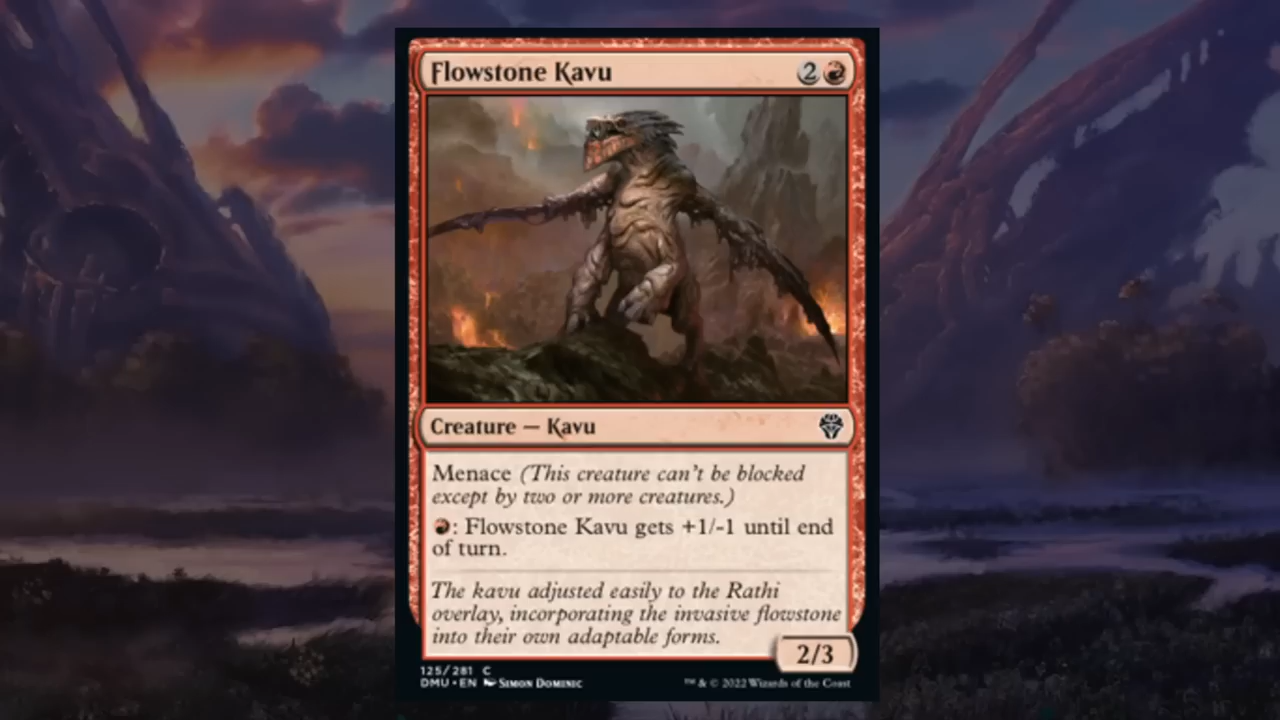 Flowstone Kavu 2
Creature — Kavu
Menace (This creature can't be blocked
except by two or more creatures.)
: Flowstone Kavu gets +1/-1 until end
of turn.
The kavu adjusted easily to the Rathi
overlay, incorporating the invasive flowstone
into their own adaptable forms.
2/3
125/281 C
DMU • EN Simon Dominic ™ & © 2022 Wizards of the Coast